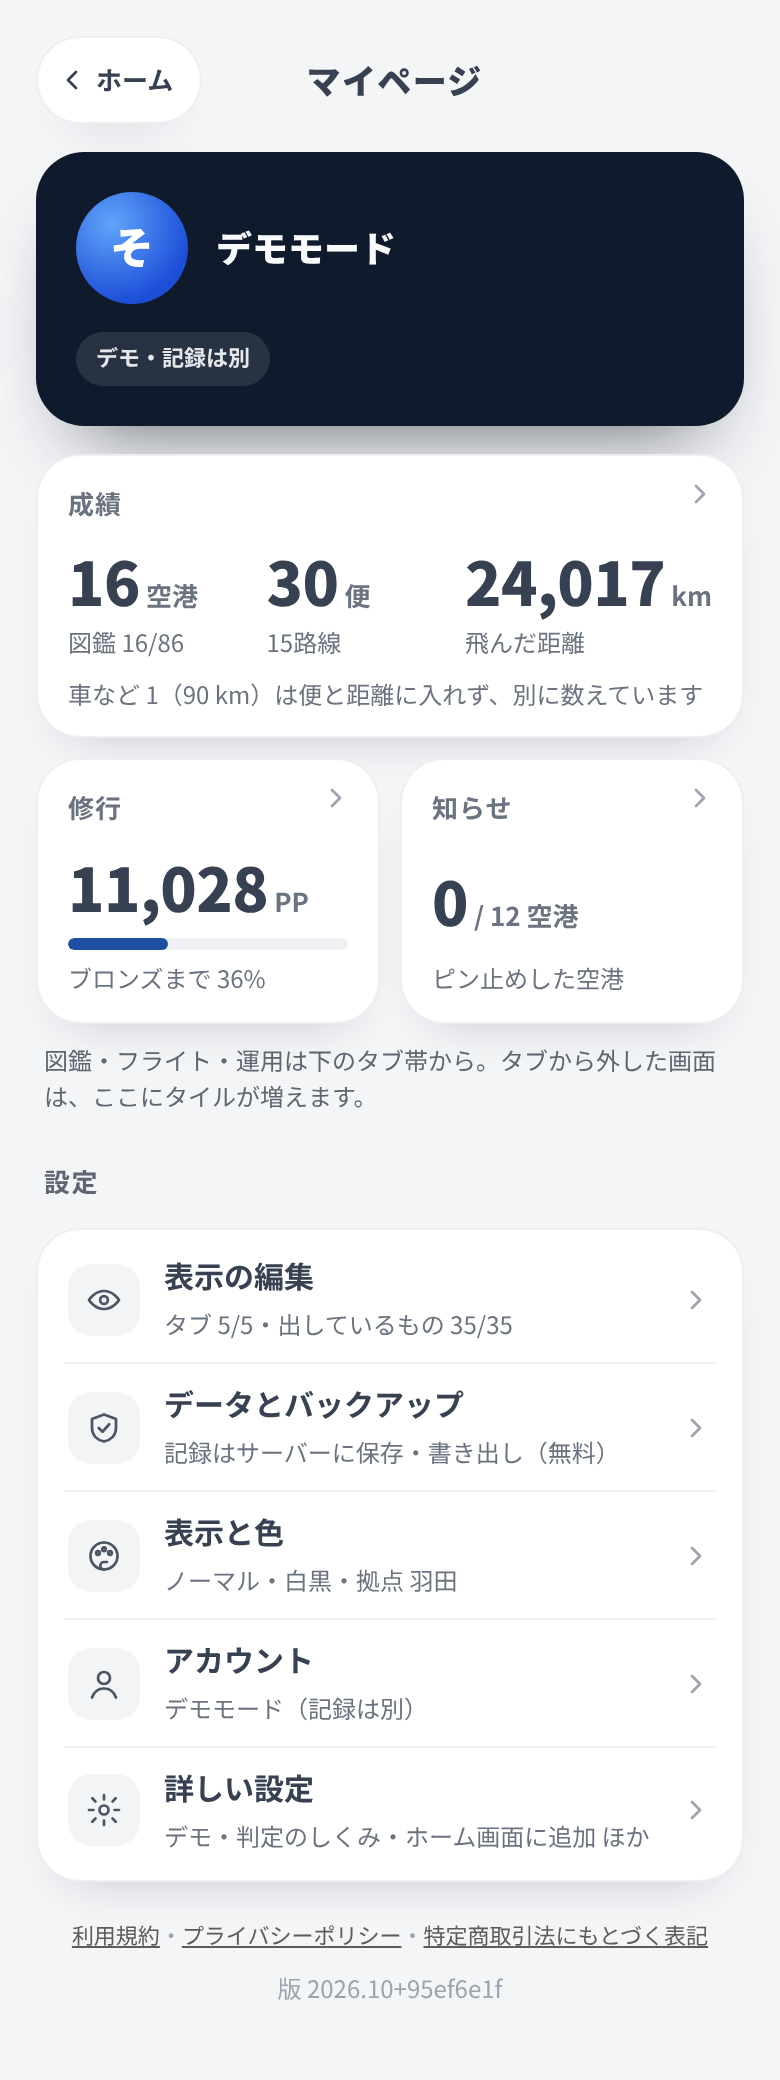 ホーム
マイページ
そ
デモモード
デモ・記録は別
成績
16 空港
30 便
24,017 km
図鑑 16/86
15路線
飛んだ距離
車など 1（90 km）は便と距離に入れず、別に数えています
修行
11,028 PP
ブロンズまで 36%
知らせ
0 / 12 空港
ピン止めした空港
図鑑・フライト・運用は下のタブ帯から。タブから外した画面
は、ここにタイルが増えます。
設定
表示の編集
タブ 5/5・出しているもの 35/35
データとバックアップ
記録はサーバーに保存・書き出し（無料）
表示と色
ノーマル・白黒・拠点 羽田
アカウント
デモモード（記録は別）
詳しい設定
デモ・判定のしくみ・ホーム画面に追加 ほか
利用規約・プライバシーポリシー・特定商取引法にもとづく表記
版 2026.10+95ef6e1f